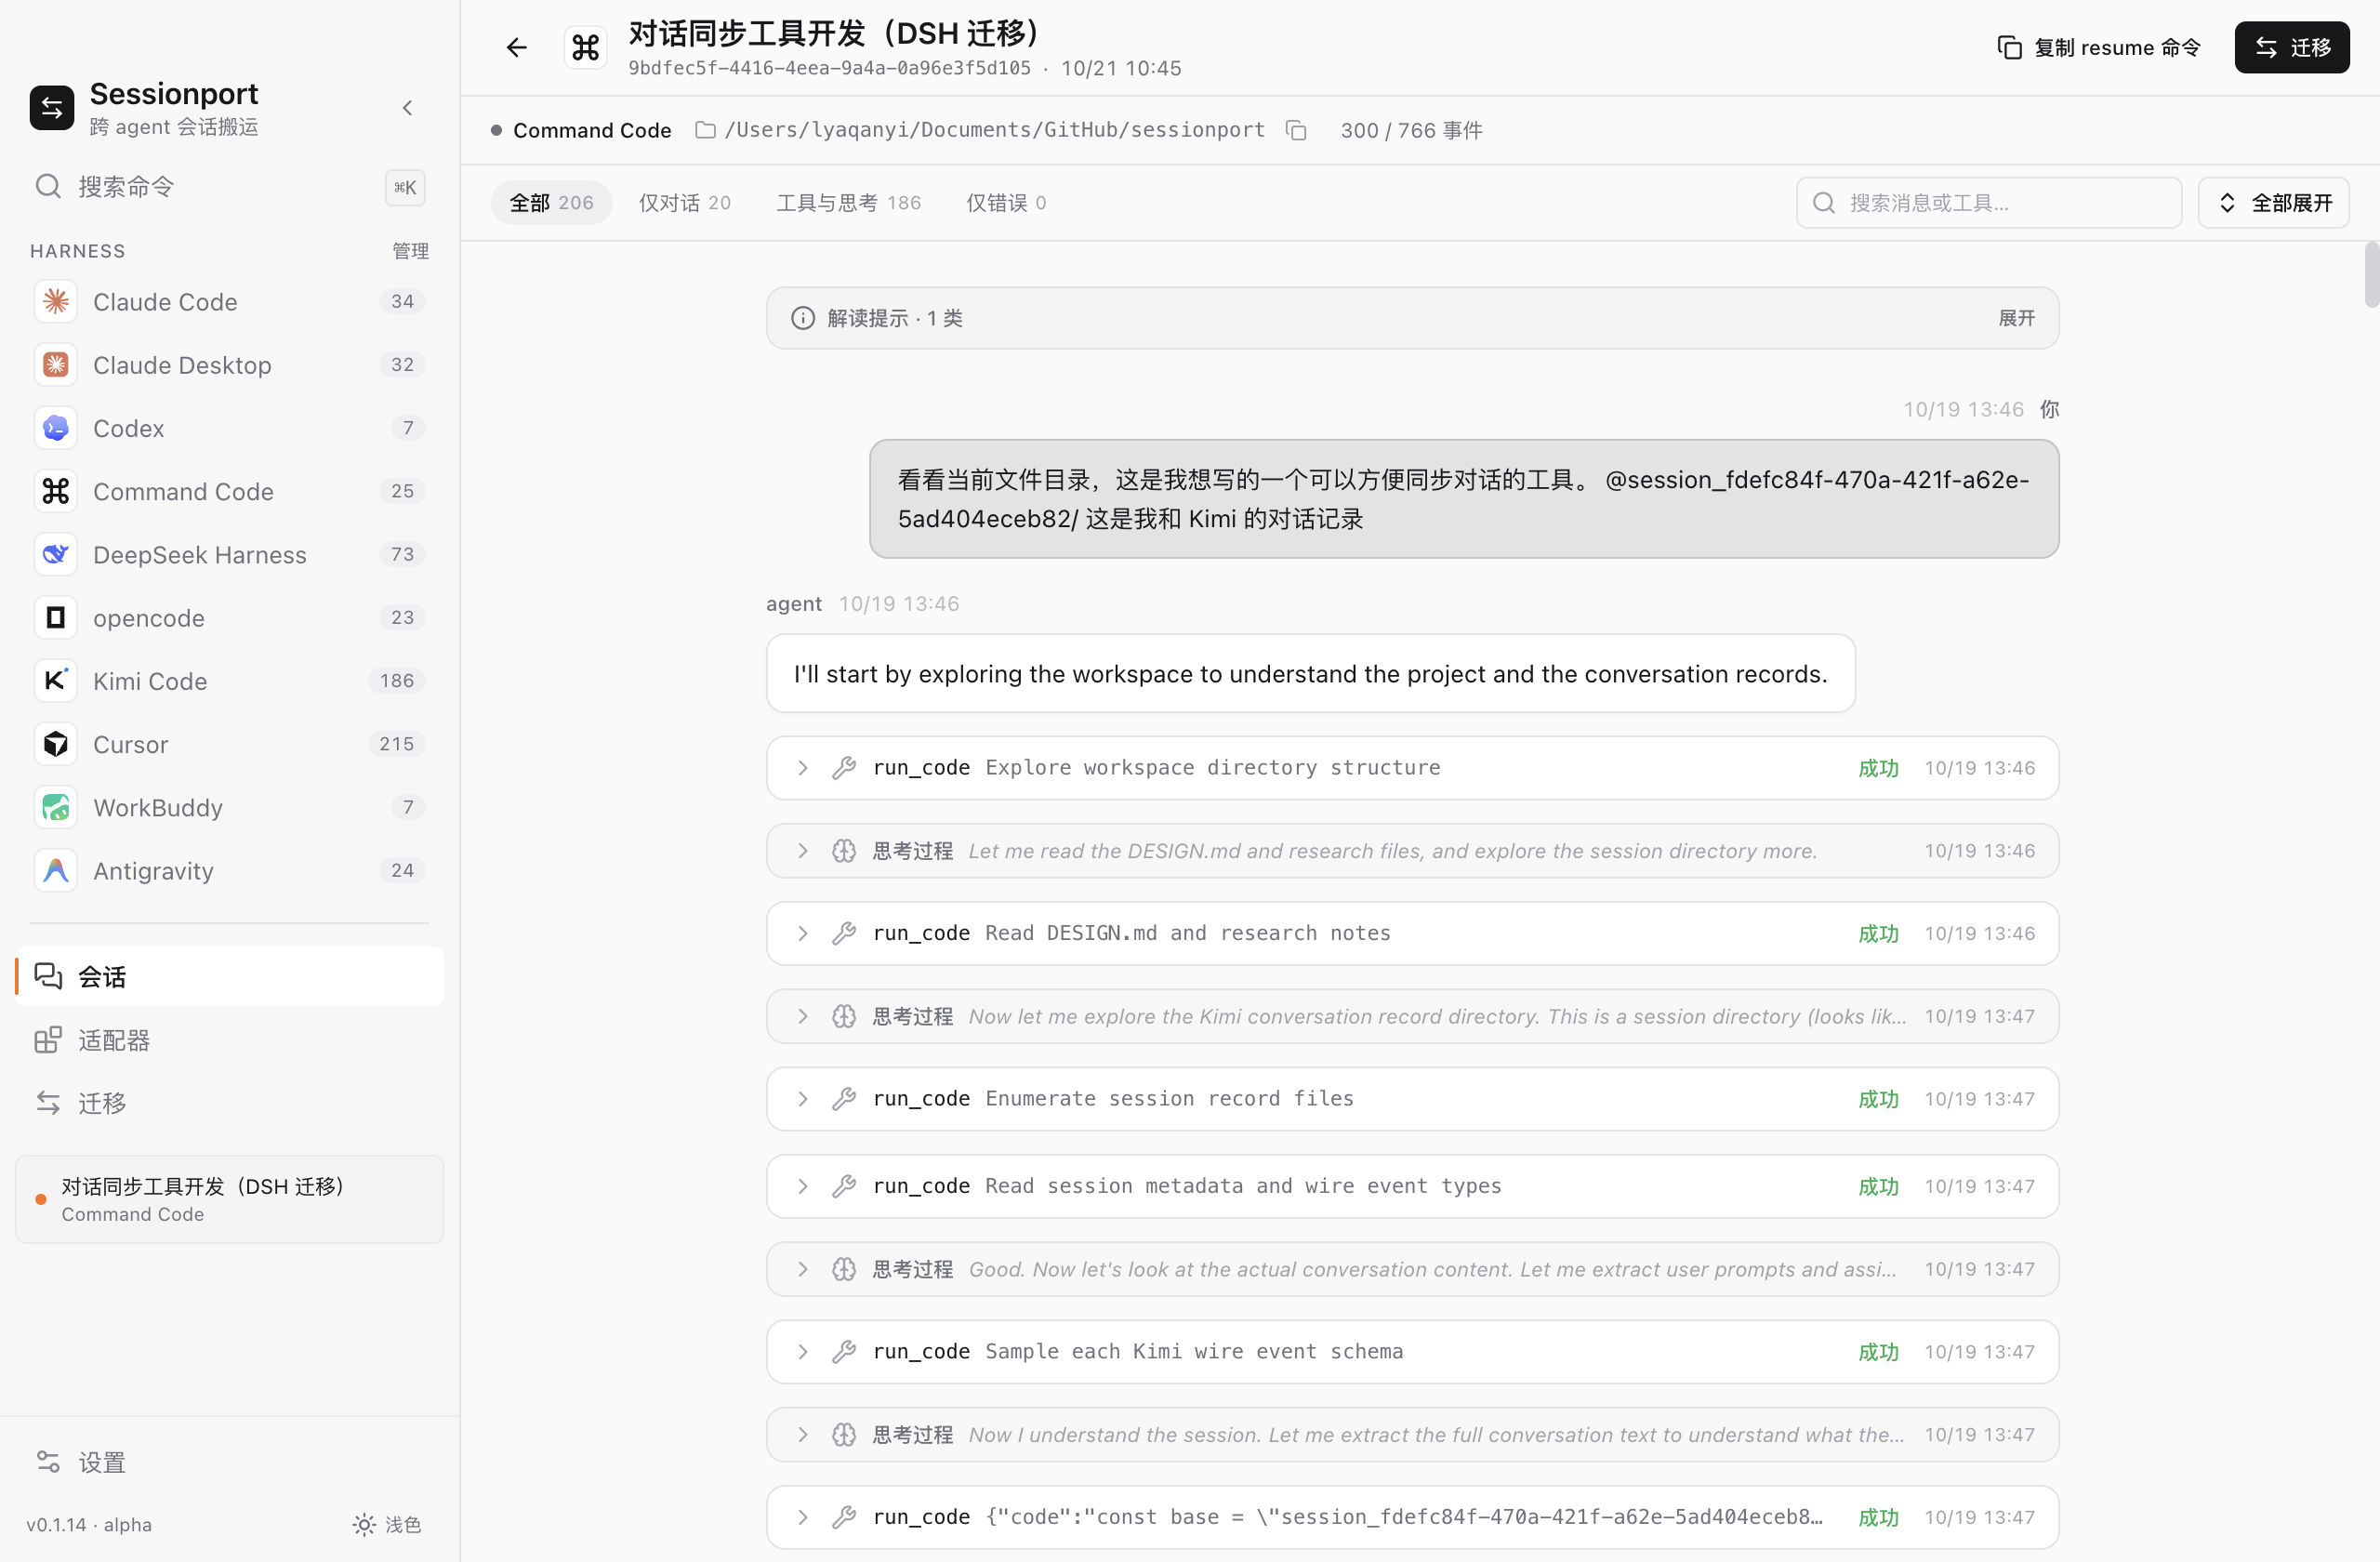 Sessionport
跨 agent 会话搬运
搜索命令
⌘K
HARNESS
管理
Claude Code
34
Claude Desktop
32
Codex
7
Command Code
25
DeepSeek Harness
73
opencode
23
Kimi Code
186
Cursor
215
WorkBuddy
7
Antigravity
24
会话
适配器
迁移
对话同步工具开发（DSH 迁移）
Command Code
设置
v0.1.14 · alpha
浅色
对话同步工具开发（DSH 迁移）
9bdfec5f-4416-4eea-9a4a-0a96e3f5d105 · 10/21 10:45
复制 resume 命令
迁移
Command Code
/Users/lyaqanyi/Documents/GitHub/sessionport
300 / 766 事件
全部 206
仅对话 20
工具与思考 186
仅错误 0
搜索消息或工具...
全部展开
解读提示 · 1 类
展开
10/19 13:46 你
看看当前文件目录，这是我想写的一个可以方便同步对话的工具。 @session_fdefc84f-470a-421f-a62e-
5ad404eceb82/ 这是我和 Kimi 的对话记录
agent 10/19 13:46
I'll start by exploring the workspace to understand the project and the conversation records.
run_code Explore workspace directory structure 成功 10/19 13:46
思考过程 Let me read the DESIGN.md and research files, and explore the session directory more. 10/19 13:46
run_code Read DESIGN.md and research notes 成功 10/19 13:46
思考过程 Now let me explore the Kimi conversation record directory. This is a session directory (looks lik... 10/19 13:47
run_code Enumerate session record files 成功 10/19 13:47
run_code Read session metadata and wire event types 成功 10/19 13:47
思考过程 Good. Now let's look at the actual conversation content. Let me extract user prompts and assi... 10/19 13:47
run_code Sample each Kimi wire event schema 成功 10/19 13:47
思考过程 Now I understand the session. Let me extract the full conversation text to understand what the... 10/19 13:47
run_code {"code":"const base = \"session_fdefc84f-470a-421f-a62e-5ad404eceb8… 成功 10/19 13:47